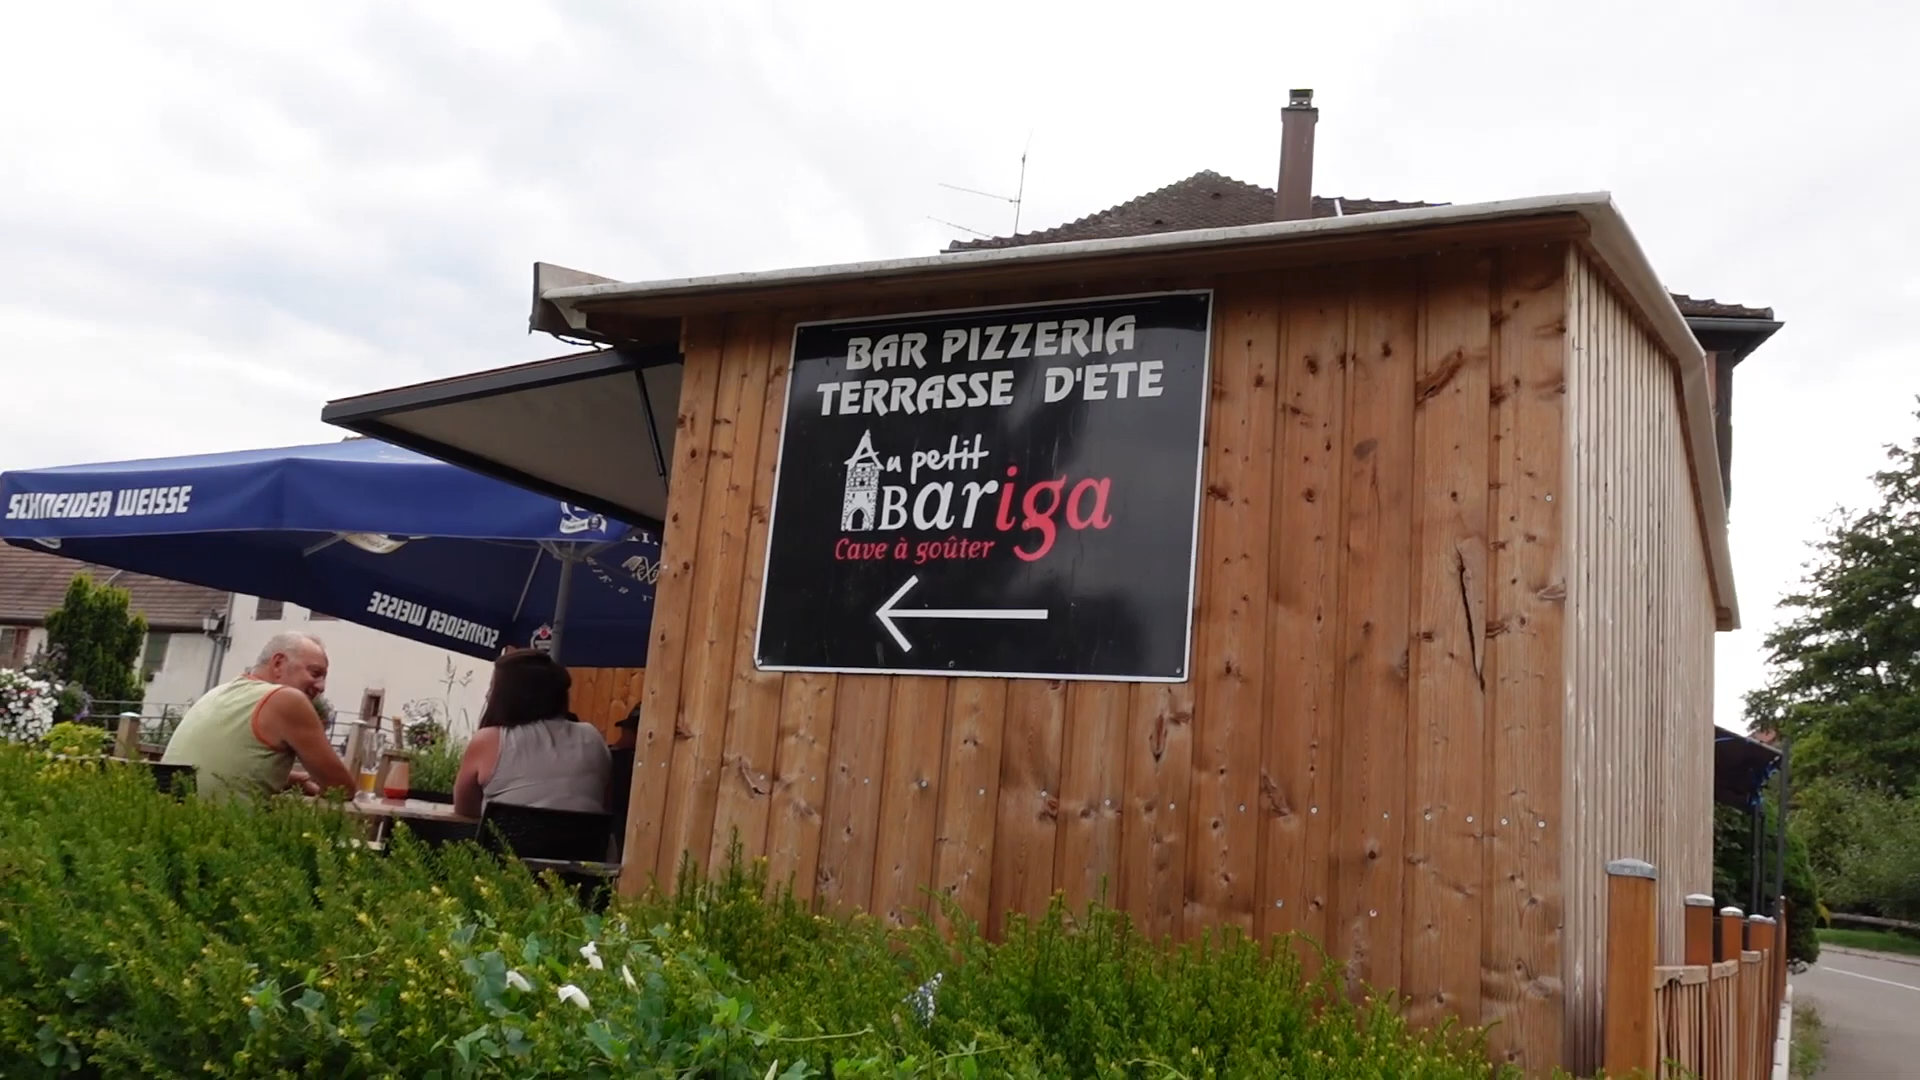 BAR PIZZERIA
TERRASSE D'ETE
Au petit
Bariga
Cave à goûter
SCHNEIDER WEISSE
SCHNEIDER WEISSE